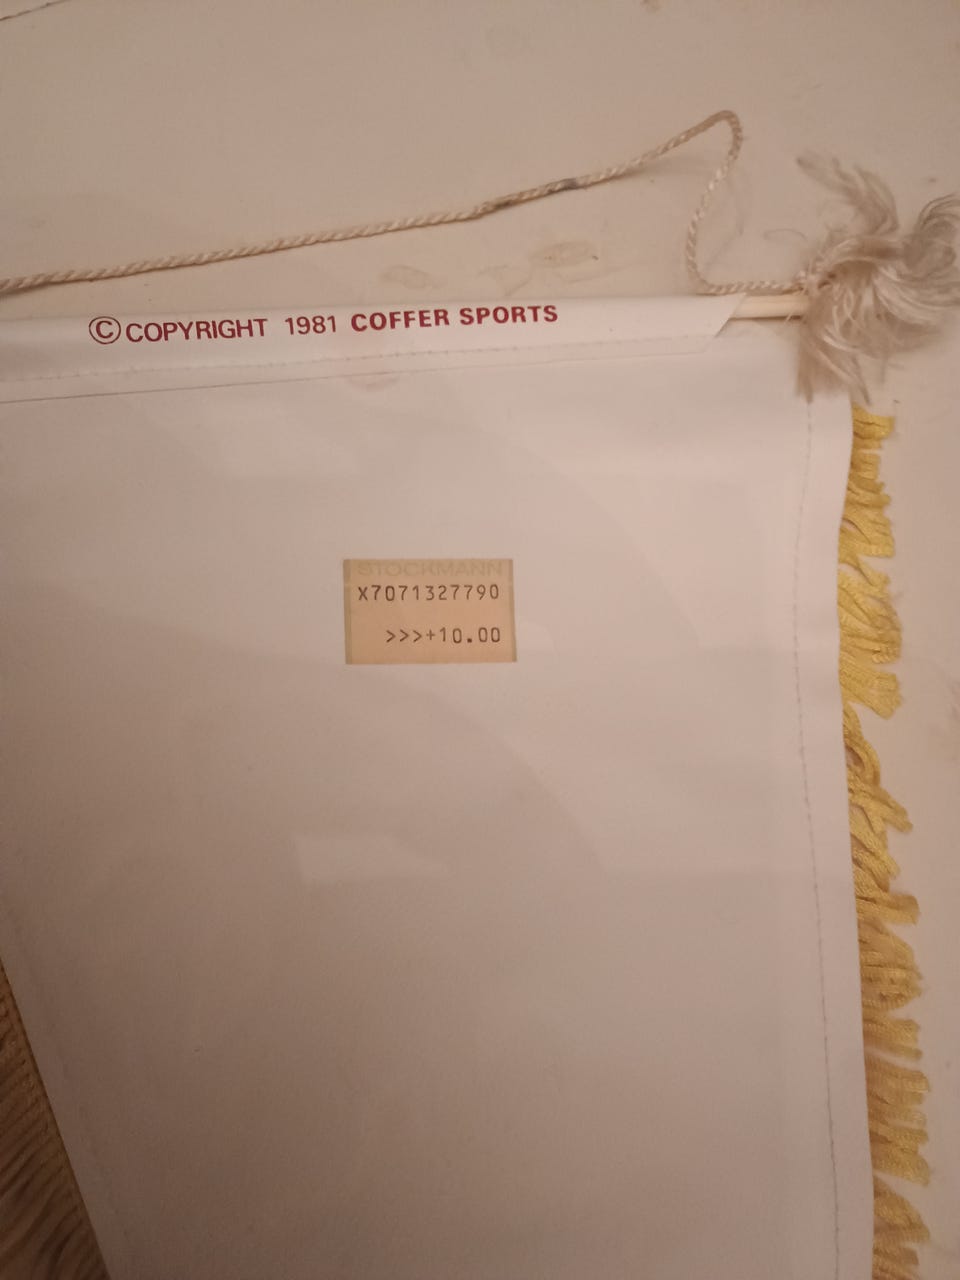 ©COPYRIGHT 1981 COFFER SPORTS
STOCKMANN
X7071327790
>>>+10.00